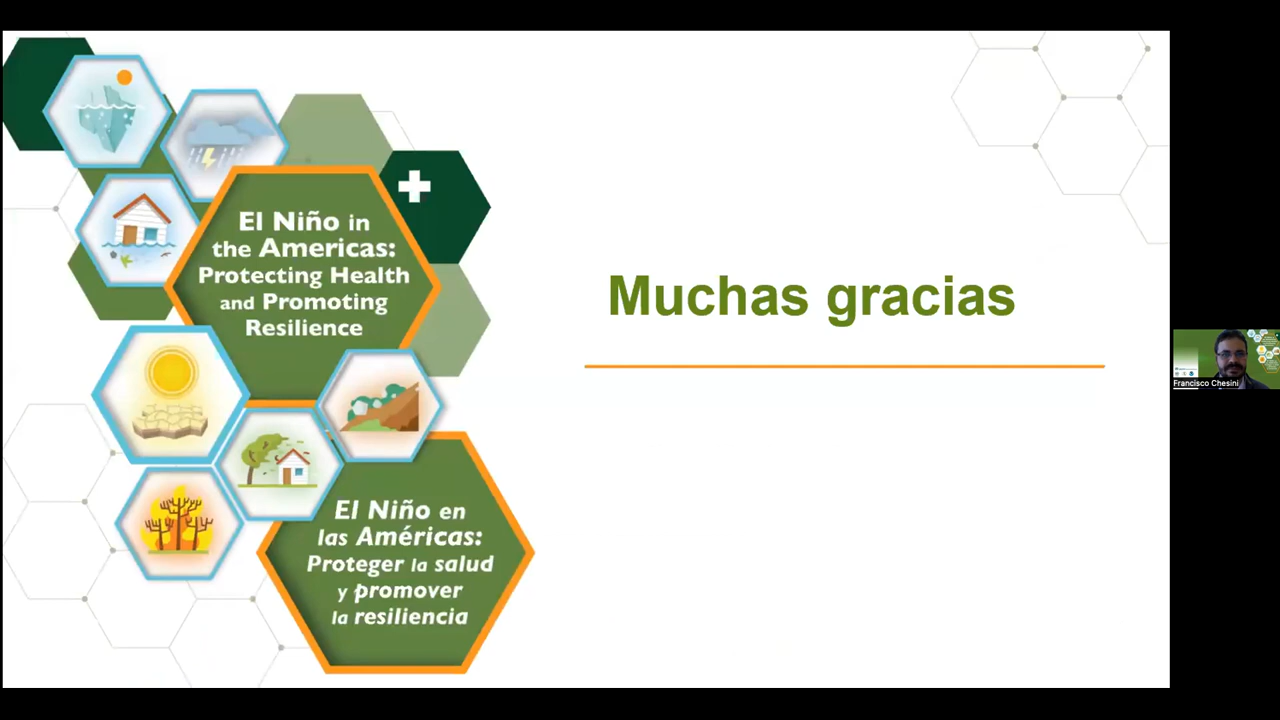 El Niño in
the Americas:
Protecting Health
and Promoting
Resilience
El Niño en
las Américas:
Proteger la salud
y promover
la resiliencia
Muchas gracias
Francisco Chesini